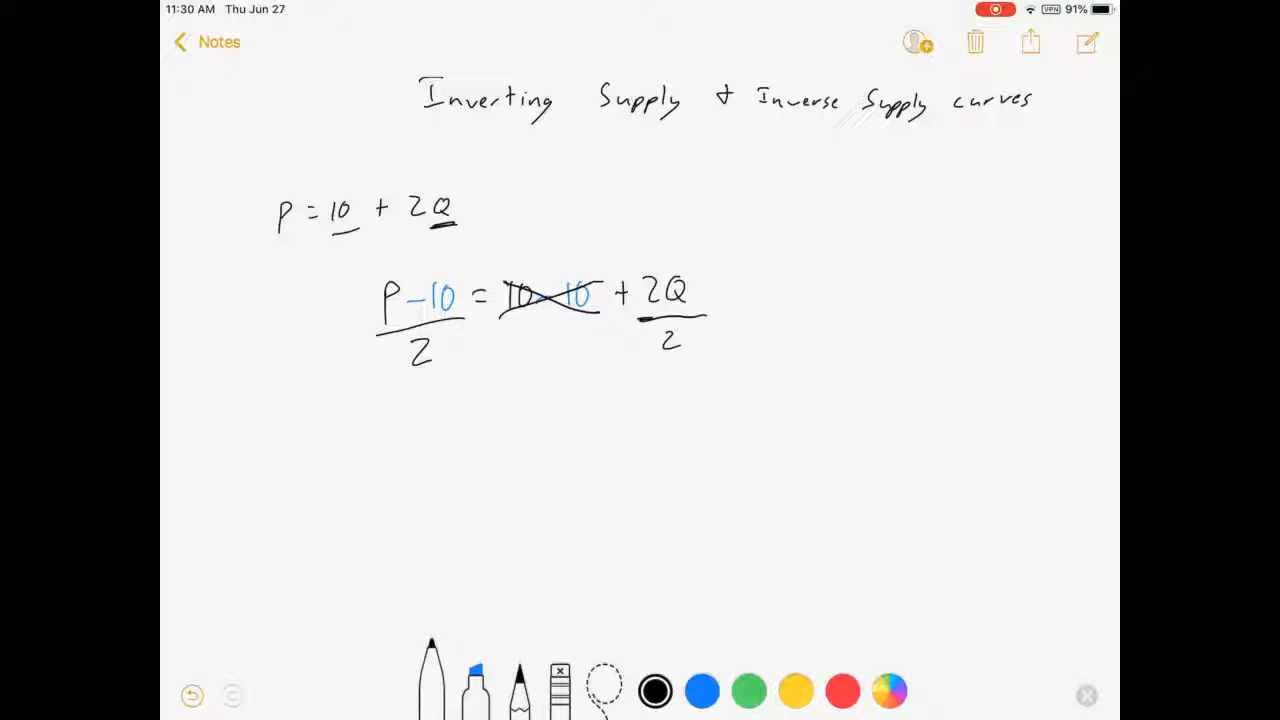 11:30 AM Thu Jun 27 VPN 91%
Notes
Inverting Supply & Inverse Supply curves
P = 10 + 2Q
P - 10 = 10 - 10 + 2Q
2 2